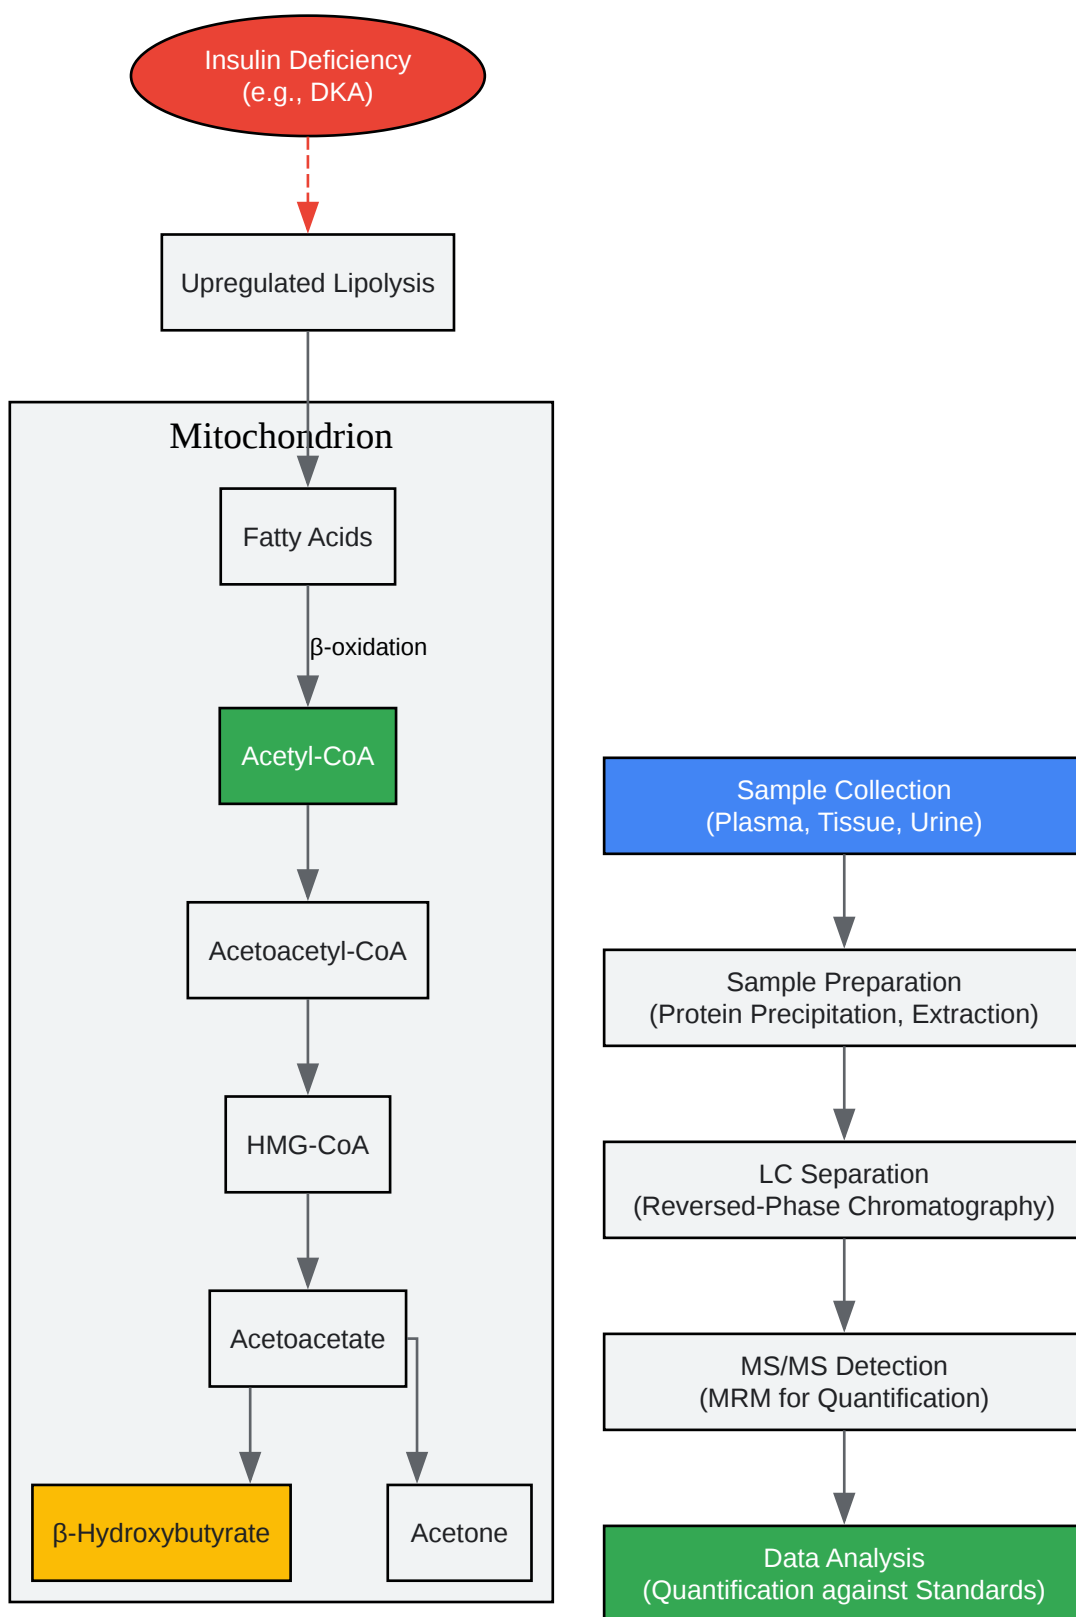 Insulin Deficiency
(e.g., DKA)
Upregulated Lipolysis
Mitochondrion
Fatty Acids
β-oxidation
Acetyl-CoA
Acetoacetyl-CoA
HMG-CoA
Acetoacetate
β-Hydroxybutyrate
Acetone
Sample Collection
(Plasma, Tissue, Urine)
Sample Preparation
(Protein Precipitation, Extraction)
LC Separation
(Reversed-Phase Chromatography)
MS/MS Detection
(MRM for Quantification)
Data Analysis
(Quantification against Standards)